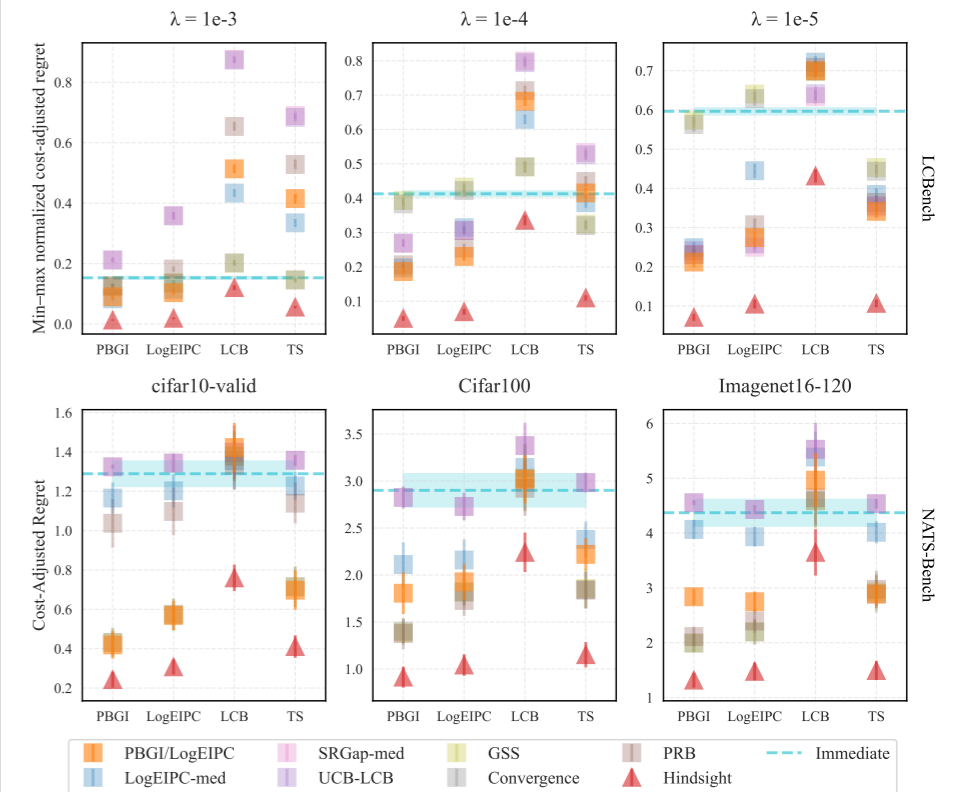 λ = 1e-3 λ = 1e-4 λ = 1e-5
Min–max normalized cost-adjusted regret
0.8
0.6
0.4
0.2
0.0
PBGI LogEIPC LCB TS
0.8
0.7
0.6
0.5
0.4
0.3
0.2
0.1
PBGI LogEIPC LCB TS
0.7
0.6
0.5
0.4
0.3
0.2
0.1
PBGI LogEIPC LCB TS
LCBench
cifar10-valid Cifar100 Imagenet16-120
Cost-Adjusted Regret
1.6
1.4
1.2
1.0
0.8
0.6
0.4
0.2
PBGI LogEIPC LCB TS
3.5
3.0
2.5
2.0
1.5
1.0
PBGI LogEIPC LCB TS
6
5
4
3
2
1
PBGI LogEIPC LCB TS
NATS-Bench
PBGI/LogEIPC SRGap-med GSS PRB Immediate
LogEIPC-med UCB-LCB Convergence Hindsight